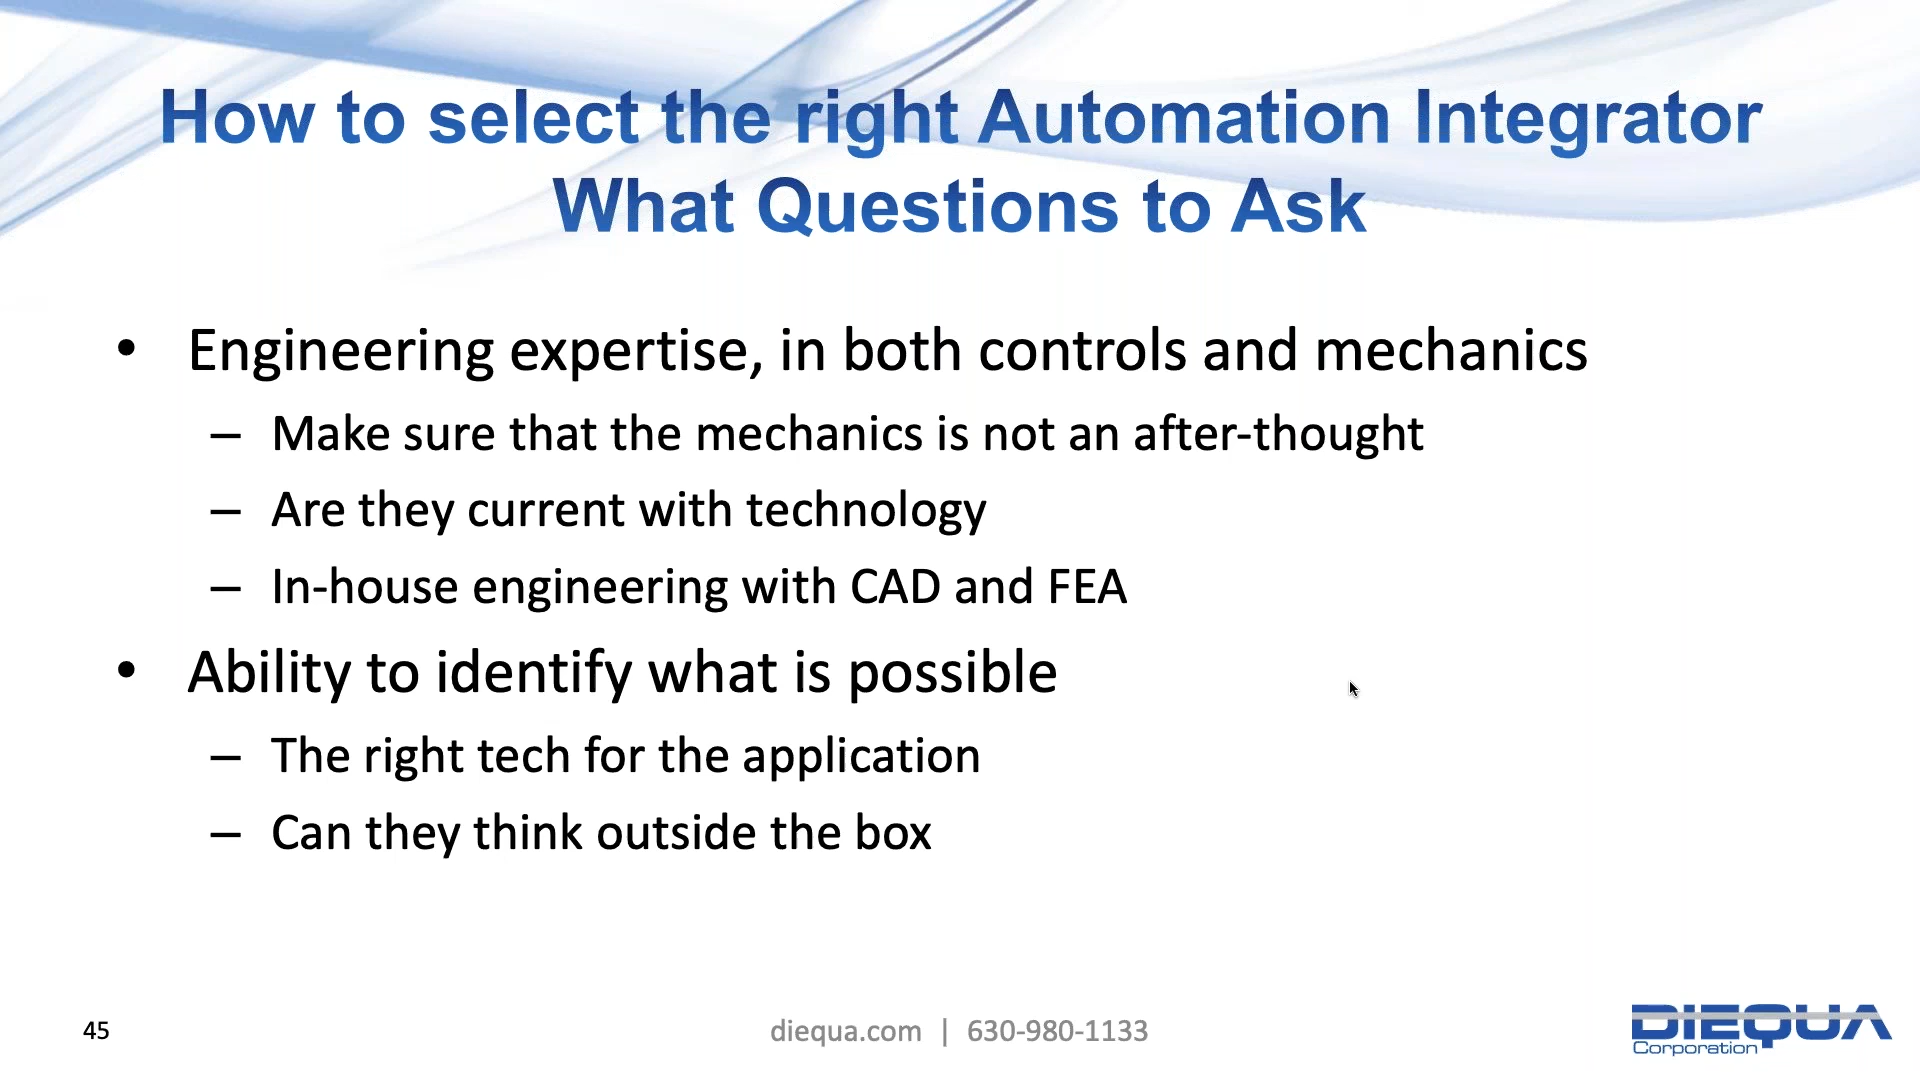 How to select the right Automation Integrator
What Questions to Ask
• Engineering expertise, in both controls and mechanics
– Make sure that the mechanics is not an after-thought
– Are they current with technology
– In-house engineering with CAD and FEA
• Ability to identify what is possible
– The right tech for the application
– Can they think outside the box
45
diequa.com | 630-980-1133
DIEQUA
Corporation